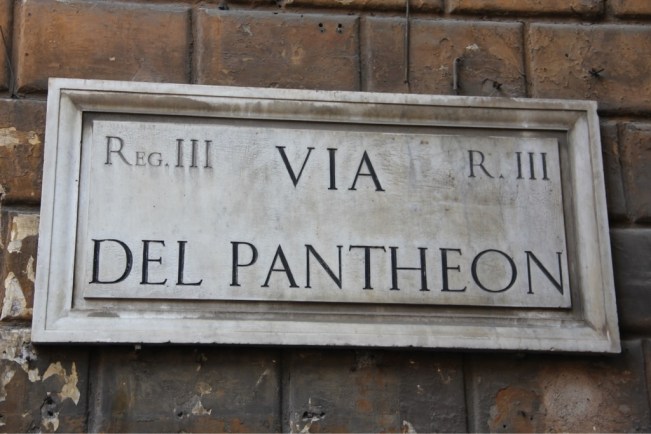 REG. III VIA R. III
DEL PANTHEON